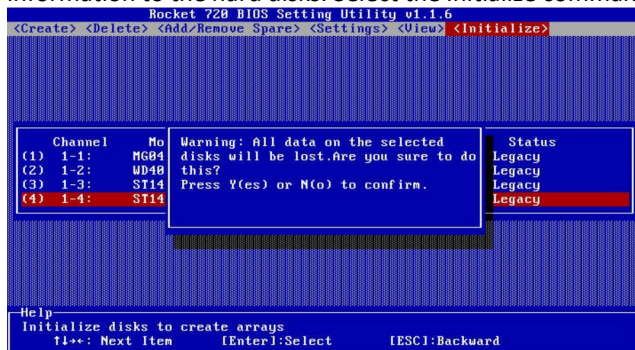 information to the hard disks. Select the Initialize comman
Rocket 720 BIOS Setting Utility v1.1.6
<Create> <Delete> <Add/Remove Spare> <Settings> <View> <Initialize>
Channel Mo Status
(1) 1-1: MG04 Legacy
(2) 1-2: WD40 Legacy
(3) 1-3: ST14 Legacy
(4) 1-4: ST14 Legacy
Warning: All data on the selected
disks will be lost.Are you sure to do
this?
Press Y(es) or N(o) to confirm.
Help
Initialize disks to create arrays
↑↓→←: Next Item [Enter]:Select [ESC]:Backward